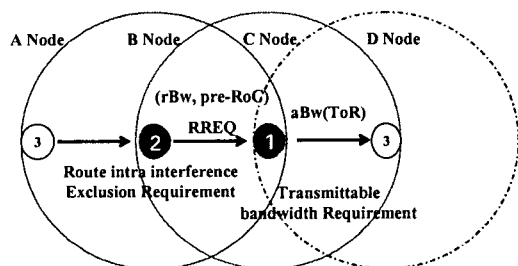 A Node B Node C Node D Node
(rBw, pre-RoG)
RREQ
aBw(ToR)
3 2 1 3
Route intra interference
Exclusion Requirement
Transmittable
bandwidth Requirement